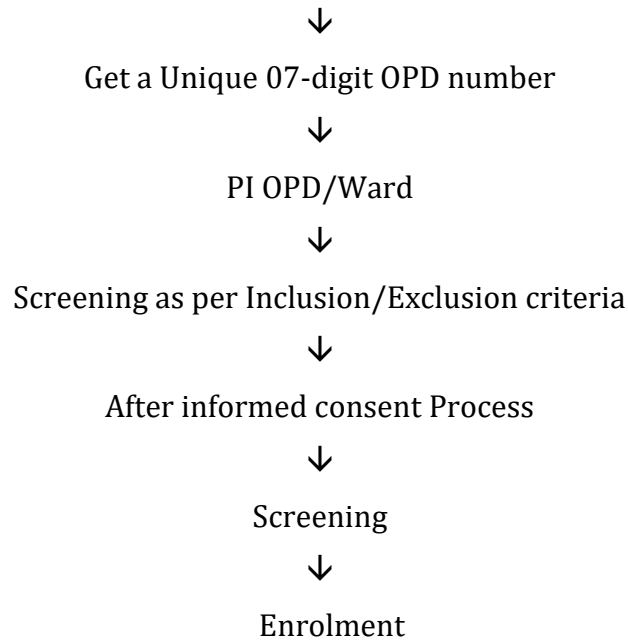 ↓
Get a Unique 07-digit OPD number
↓
PI OPD/Ward
↓
Screening as per Inclusion/Exclusion criteria
↓
After informed consent Process
↓
Screening
↓
Enrolment